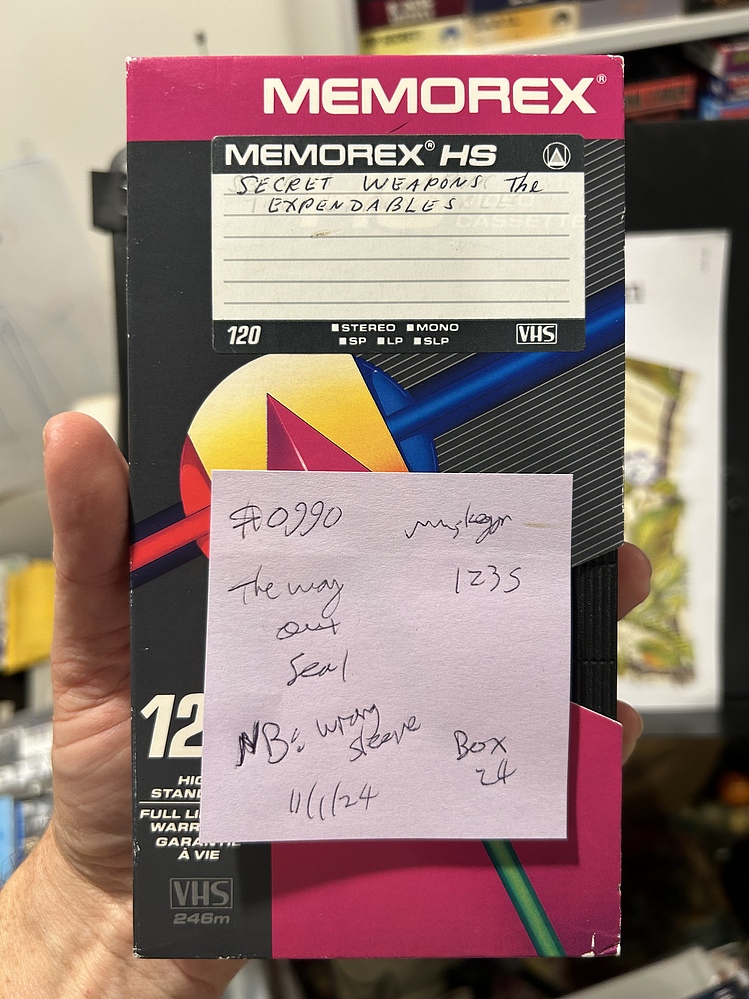 MEMOREX®
MEMOREX® HS
SECRET WEAPONS The
EXPENDABLES
120
STEREO MONO
SP LP SLP
VHS
#0990
1235
The way
out
Seal
NB: wrong
sleeve
Box
24
11/1/24
12
HIG
STAN
FULL LI
WARR
GARANTIE
À VIE
VHS
246m